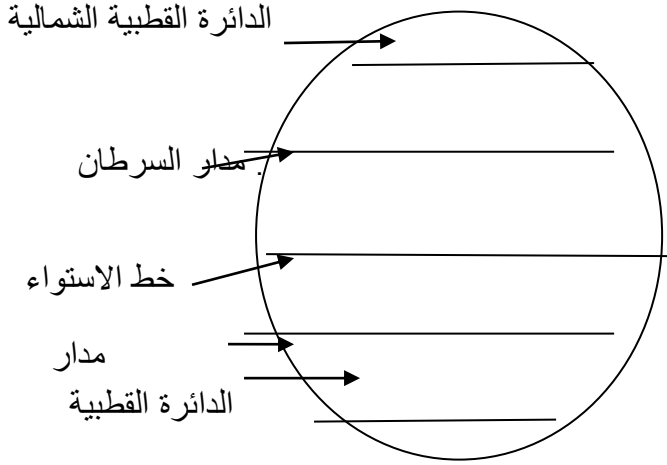 الدائرة القطبية الشمالية
. مدار السرطان
خط الاستواء
مدار
الدائرة القطبية